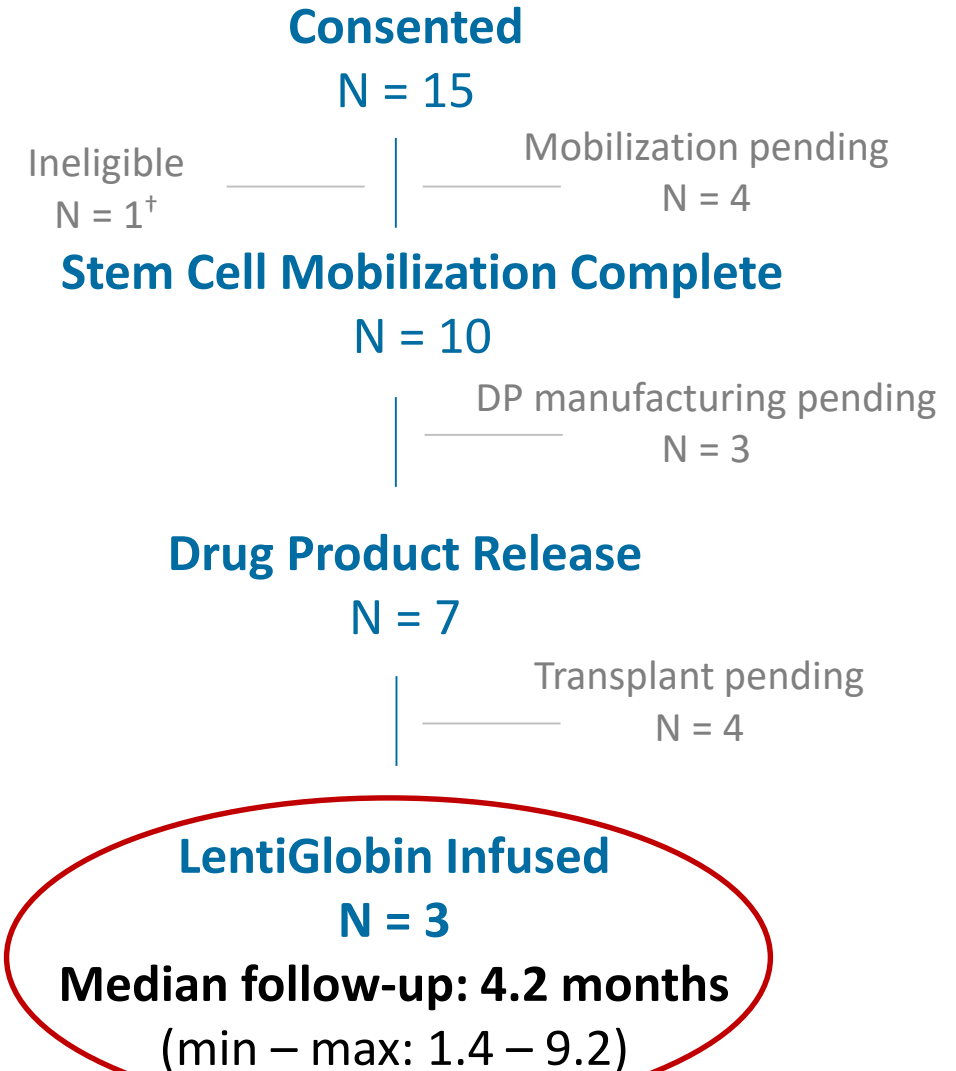 Consented
N = 15
Ineligible
N = 1†
Mobilization pending
N = 4
Stem Cell Mobilization Complete
N = 10
DP manufacturing pending
N = 3
Drug Product Release
N = 7
Transplant pending
N = 4
LentiGlobin Infused
N = 3
Median follow-up: 4.2 months
(min – max: 1.4 – 9.2)